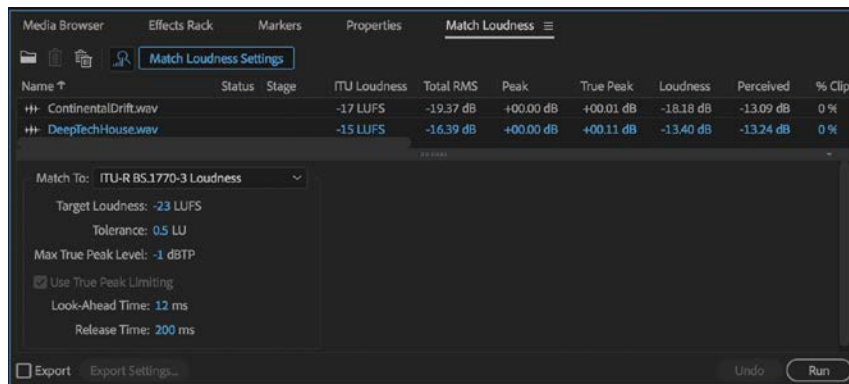 Media Browser Effects Rack Markers Properties Match Loudness
Match Loudness Settings
Name ↑ Status Stage ITU Loudness Total RMS Peak True Peak Loudness Perceived % Clip
ContinentalDrift.wav -17 LUFS -19.37 dB +00.00 dB +00.01 dB -18.18 dB -13.09 dB 0 %
DeepTechHouse.wav -15 LUFS -16.39 dB +00.00 dB +00.11 dB -13.40 dB -13.24 dB 0 %
Match To: ITU-R BS.1770-3 Loudness
Target Loudness: -23 LUFS
Tolerance: 0.5 LU
Max True Peak Level: -1 dBTP
Use True Peak Limiting
Look-Ahead Time: 12 ms
Release Time: 200 ms
Export Export Settings... Undo Run